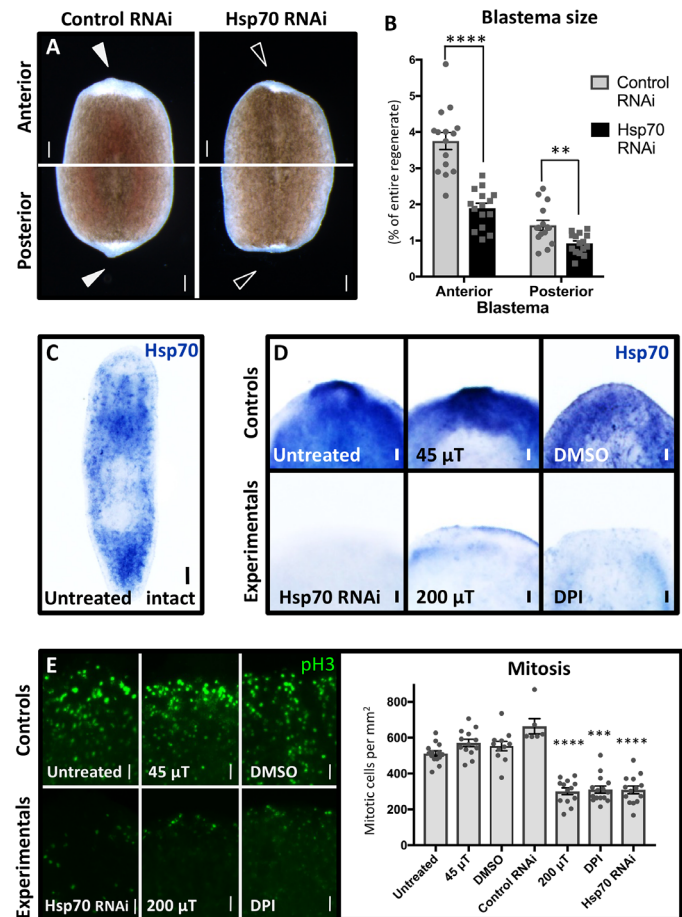 Control RNAi Hsp70 RNAi
A
Anterior
Posterior
B
Blastema size
(% of entire regenerate)
6
5
4
3
2
1
0
****
**
Control
RNAi
Hsp70
RNAi
Anterior Posterior
Blastema
C
Hsp70
Untreated intact
D
Hsp70
Controls
Untreated 45 µT DMSO
Experimentals
Hsp70 RNAi 200 µT DPI
E
pH3
Controls
Untreated 45 µT DMSO
Experimentals
Hsp70 RNAi 200 µT DPI
Mitosis
Mitotic cells per mm²
800
600
400
200
0
**** *** ****
Untreated
45 µT
DMSO
Control RNAi
200 µT
DPI
Hsp70 RNAi